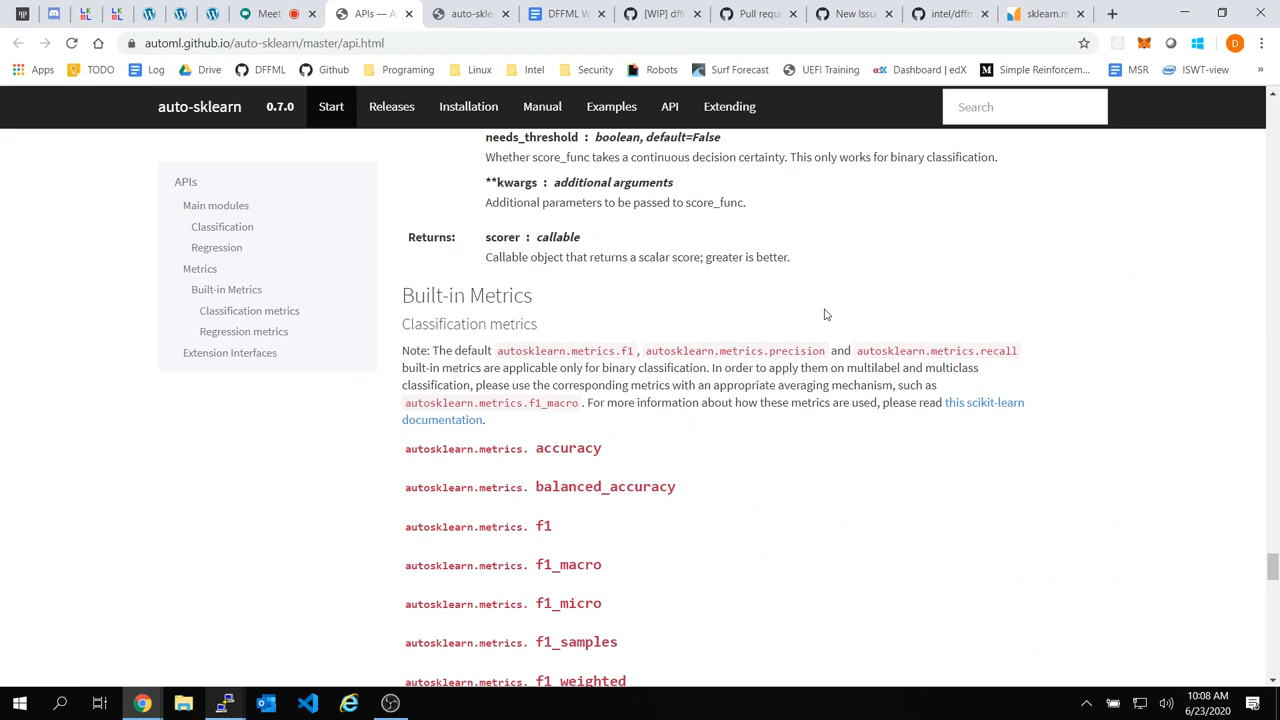 Meet
APIs — A
auto-skle
DFFML W
[WIP] dff
Pull requ
New Issu
intel/dffr
sklearn.m
automl.github.io/auto-sklearn/master/api.html
D
Apps
TODO
Log
Drive
DFFML
Github
Programming
Linux
Intel
Security
Robots
Surf Forecast
UEFI Training
Dashboard | edX
Simple Reinforcem...
MSR
ISWT-view
»
auto-sklearn
0.7.0
Start
Releases
Installation
Manual
Examples
API
Extending
Search
APIs
Main modules
Classification
Regression
Metrics
Built-in Metrics
Classification metrics
Regression metrics
Extension Interfaces
needs_threshold : boolean, default=False
Whether score_func takes a continuous decision certainty. This only works for binary classification.
**kwargs : additional arguments
Additional parameters to be passed to score_func.
Returns: scorer : callable
Callable object that returns a scalar score; greater is better.
Built-in Metrics
Classification metrics
Note: The default autosklearn.metrics.f1, autosklearn.metrics.precision and autosklearn.metrics.recall
built-in metrics are applicable only for binary classification. In order to apply them on multilabel and multiclass
classification, please use the corresponding metrics with an appropriate averaging mechanism, such as
autosklearn.metrics.f1_macro. For more information about how these metrics are used, please read this scikit-learn
documentation.
autosklearn.metrics. accuracy
autosklearn.metrics. balanced_accuracy
autosklearn.metrics. f1
autosklearn.metrics. f1_macro
autosklearn.metrics. f1_micro
autosklearn.metrics. f1_samples
autosklearn.metrics. f1_weighted
10:08 AM
6/23/2020